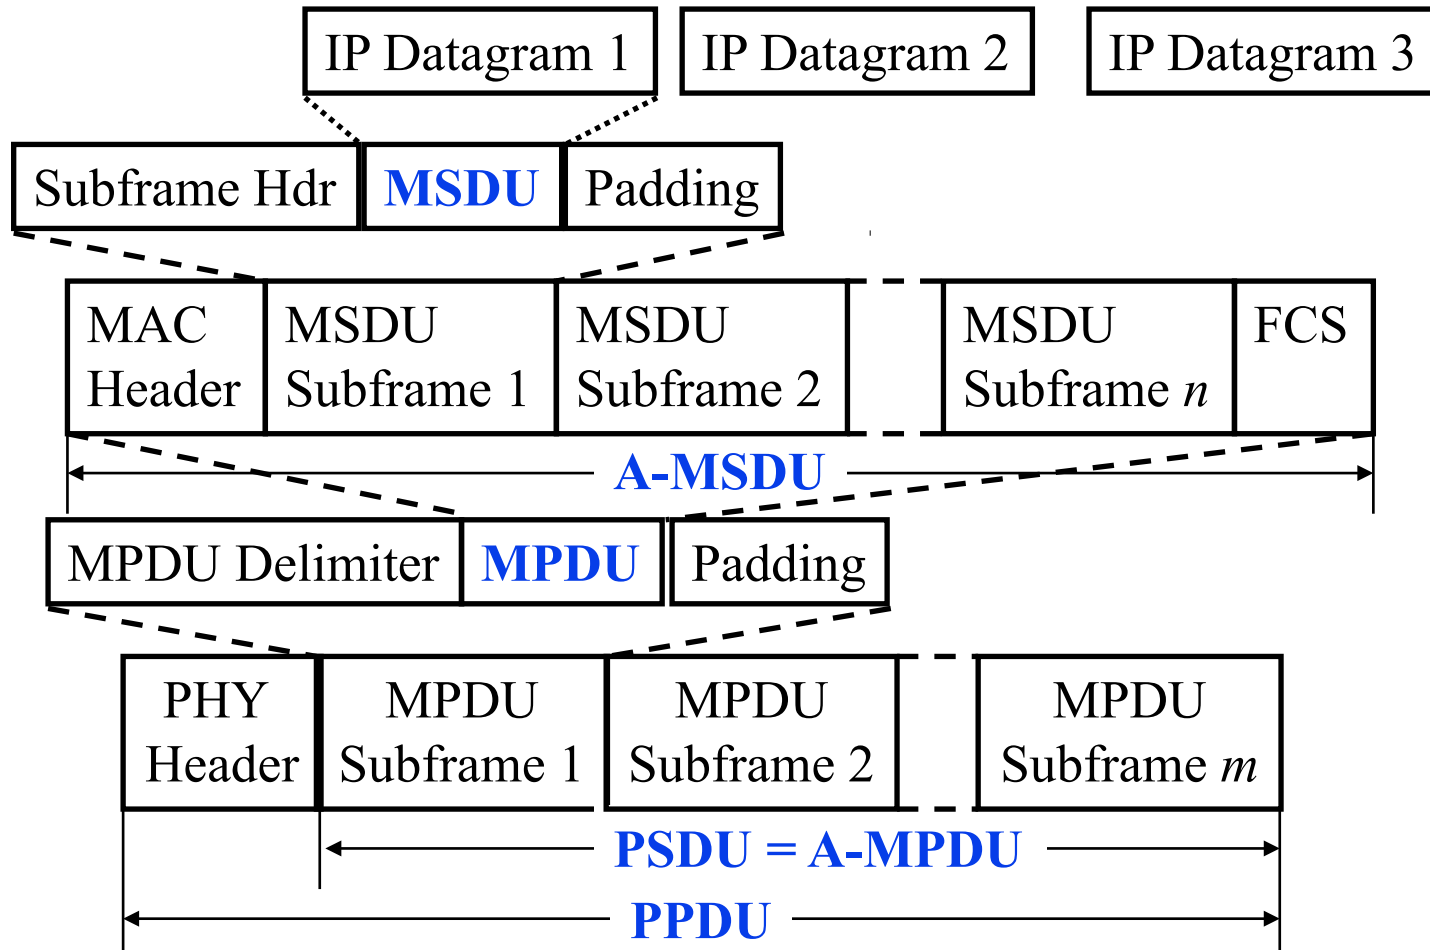 IP Datagram 1 IP Datagram 2 IP Datagram 3
Subframe Hdr MSDU Padding
MAC Header MSDU Subframe 1 MSDU Subframe 2 MSDU Subframe n FCS
A-MSDU
MPDU Delimiter MPDU Padding
PHY Header MPDU Subframe 1 MPDU Subframe 2 MPDU Subframe m
PSDU = A-MPDU
PPDU